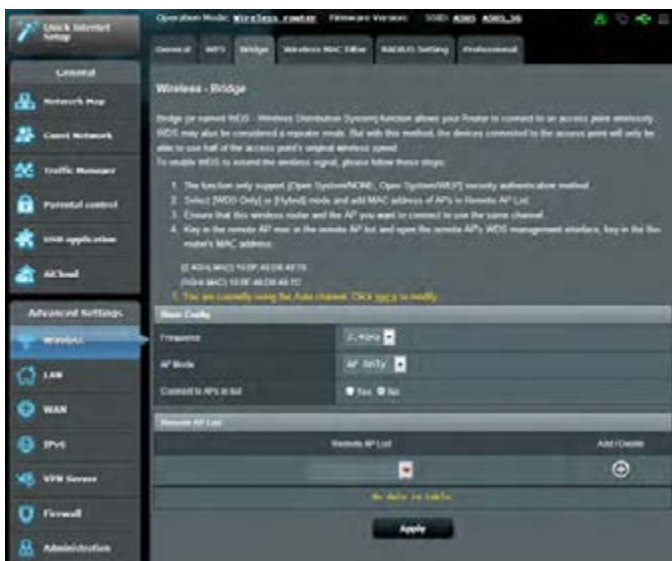 Quick Internet Setup
Operation Mode: Wireless router Firmware Version: SSID: ASUS ASUS_5G
General WPS Bridge Wireless MAC Filter RADIUS Setting Professional
General
Network Map
Guest Network
Traffic Manager
Parental control
USB application
AiCloud
Advanced Settings
Wireless
LAN
WAN
IPv6
VPN Server
Firewall
Administration
Wireless - Bridge
Bridge (or named WDS - Wireless Distribution System) function allows your Router to connect to an access point wirelessly.
WDS may also be considered a repeater mode. But with this method, the devices connected to the access point will only be
able to use half of the access point's original wireless speed.
To enable WDS to extend the wireless signal, please follow these steps:
1. The function only support [Open System/NONE, Open System/WEP] security authentication method.
2. Select [WDS Only] or [Hybrid] mode and add MAC address of APs in Remote AP List.
3. Ensure that this wireless router and the AP you want to connect to use the same channel.
4. Key in the remote AP mac in the remote AP list and open the remote AP's WDS management interface, key in the this
router's MAC address:
You are currently using the Auto channel. Click here to modify.
Basic Config
Frequency 2.4GHz
AP Mode AP Only
Connect to APs in list Yes No
Remote AP List
Remote AP List Add / Delete
No data in table.
Apply